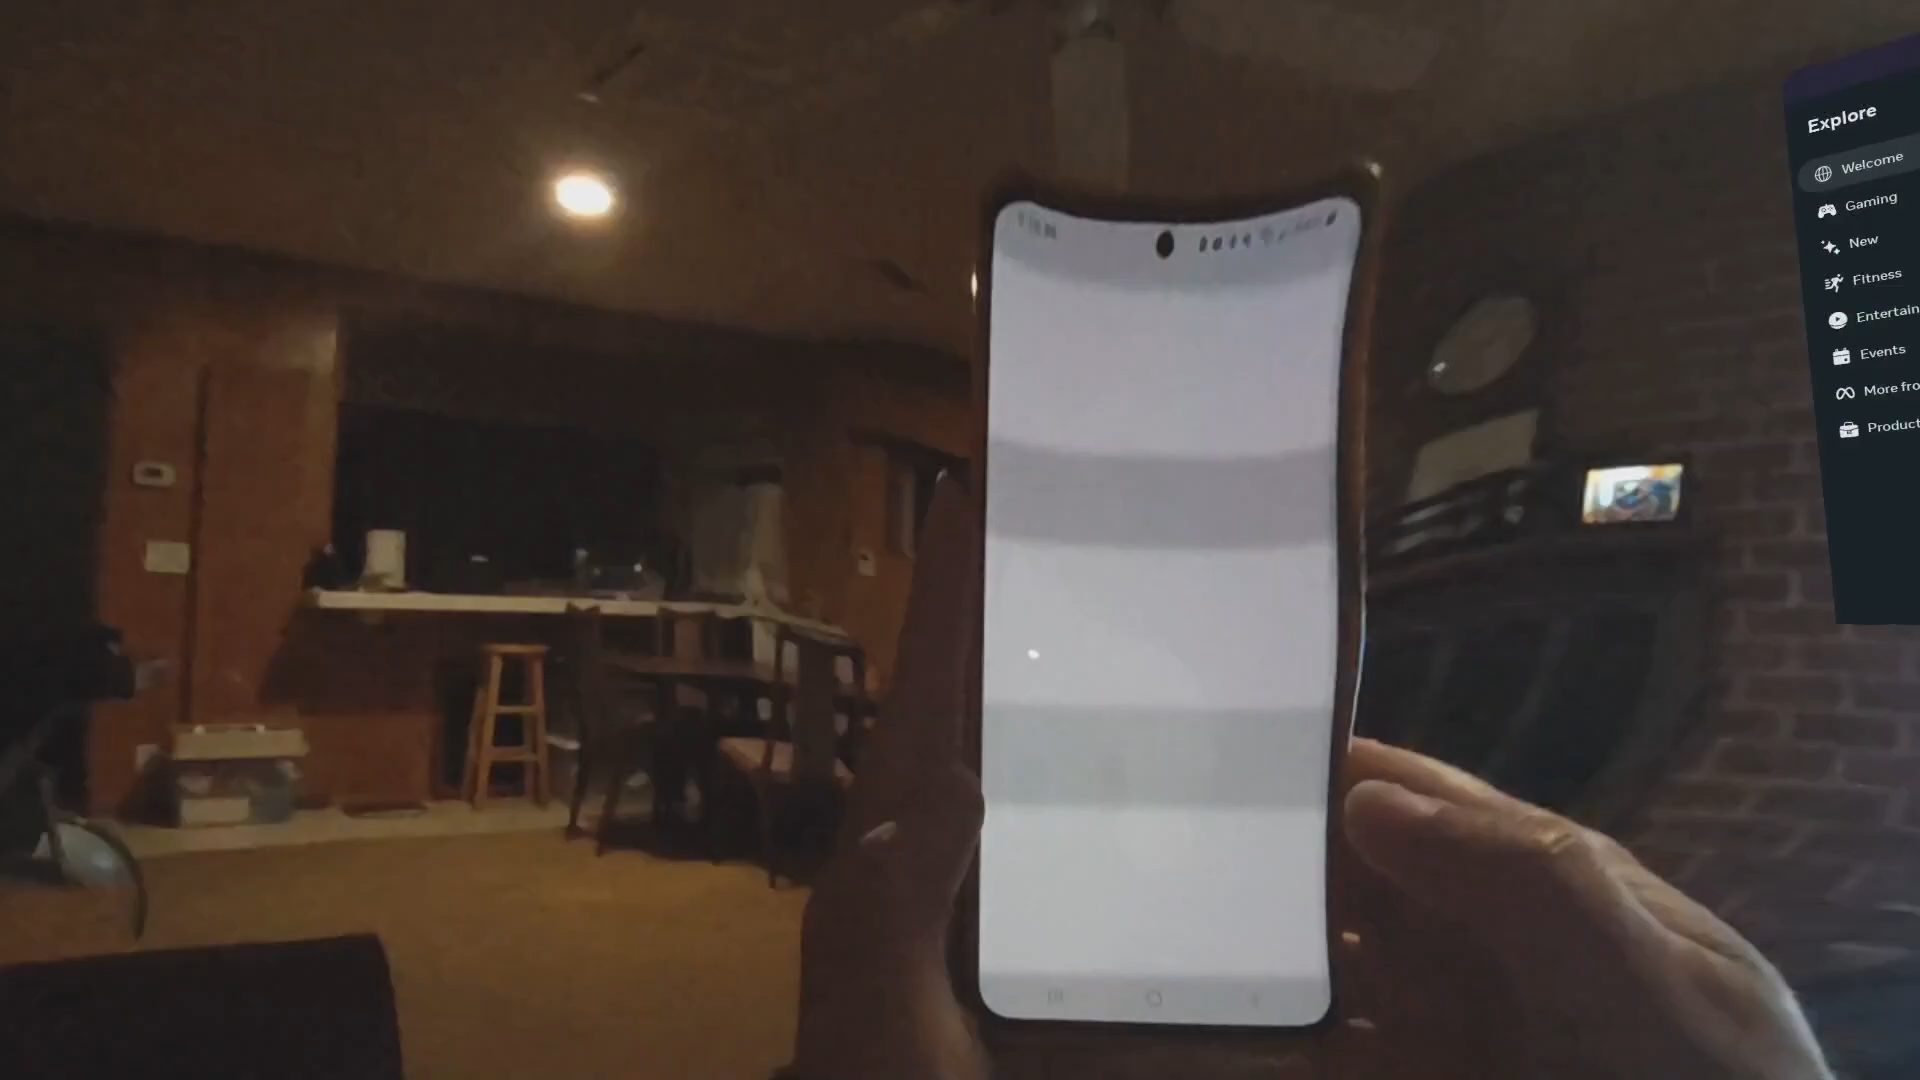 Explore
Welcome
Gaming
New
Fitness
Entertain
Events
More fro
Product